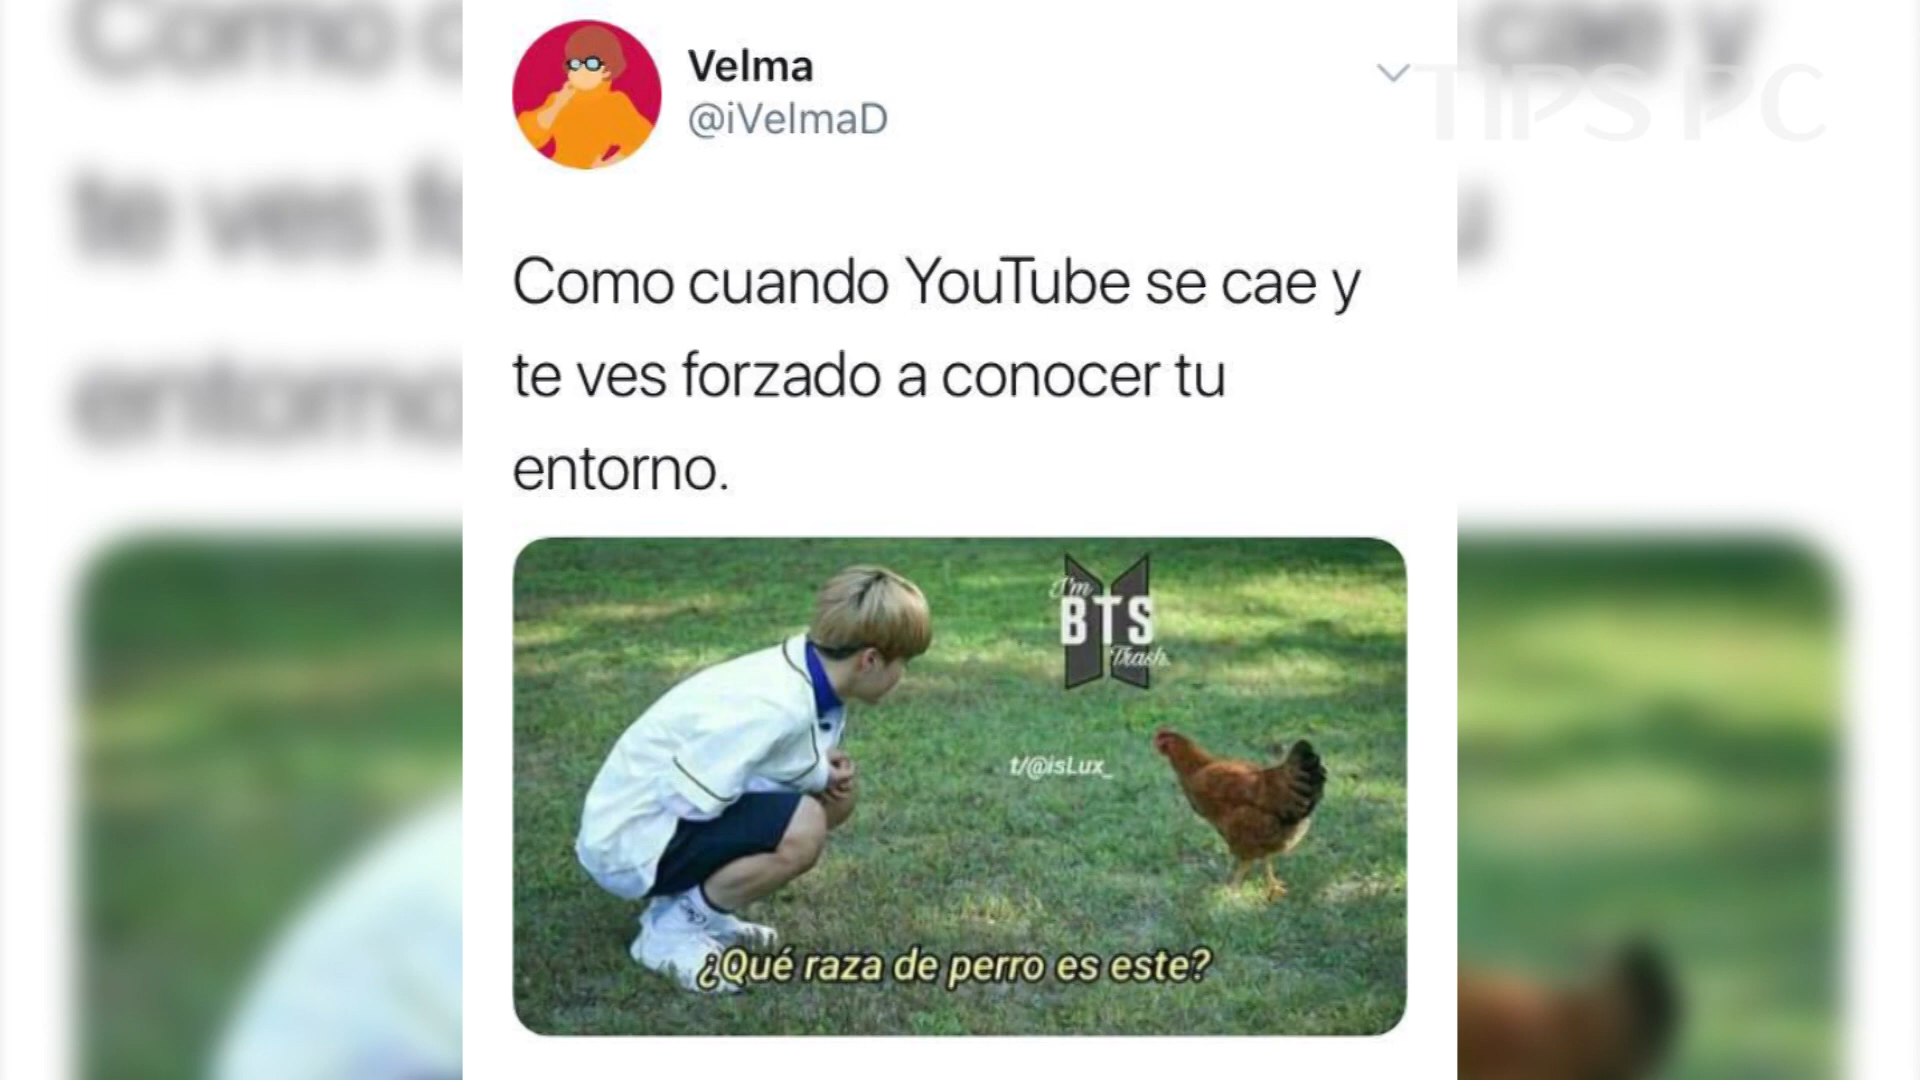 Velma
@iVelmaD
TIPS PC
Como cuando YouTube se cae y
te ves forzado a conocer tu
entorno.
I'm
BTS
Trash
t/@isLux_
¿Qué raza de perro es este?